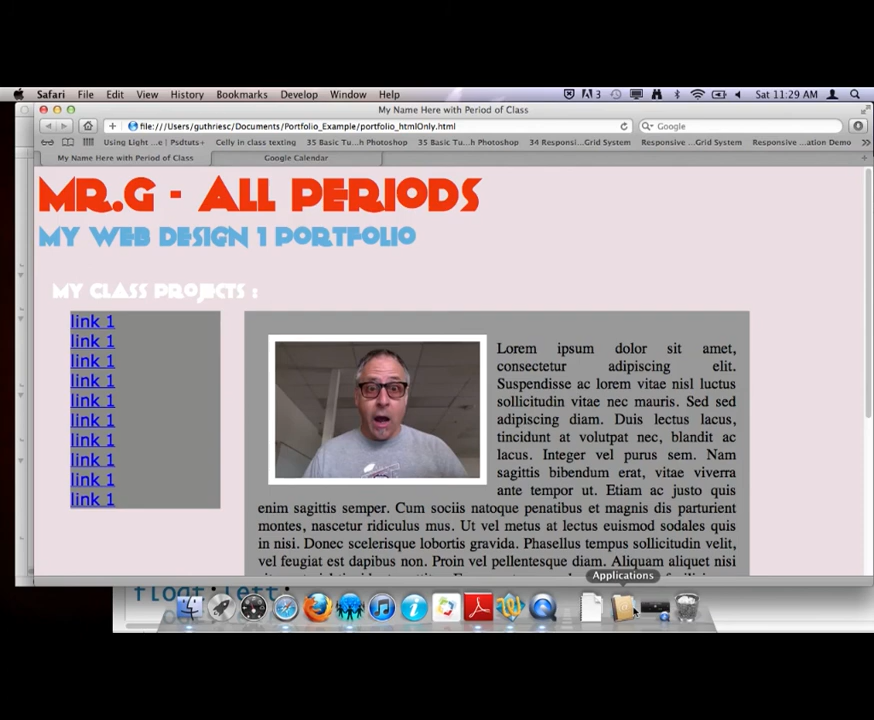 Safari File Edit View History Bookmarks Develop Window Help 3 Sat 11:29 AM
My Name Here with Period of Class
file:///Users/guthriesc/Documents/Portfolio_Example/portfolio_htmlOnly.html Google
Using Light ...e | Psdtuts+ Celly in class texting 35 Basic Tu...h Photoshop 35 Basic Tu...h Photoshop 34 Responsi...Grid System Responsive ...Grid System Responsive ...ation Demo
My Name Here with Period of Class Google Calendar
MR.G - ALL PERIODS
MY WEB DESIGN 1 PORTFOLIO
MY CLASS PROJECTS :
link 1
link 1
link 1
link 1
link 1
link 1
link 1
link 1
link 1
link 1
Lorem ipsum dolor sit amet,
consectetur adipiscing elit.
Suspendisse ac lorem vitae nisl luctus
sollicitudin vitae nec mauris. Sed sed
adipiscing diam. Duis lectus lacus,
tincidunt at volutpat nec, blandit ac
lacus. Integer vel purus sem. Nam
sagittis bibendum erat, vitae viverra
ante tempor ut. Etiam ac justo quis
enim sagittis semper. Cum sociis natoque penatibus et magnis dis parturient
montes, nascetur ridiculus mus. Ut vel metus at lectus euismod sodales quis
in nisi. Donec scelerisque lobortis gravida. Phasellus tempus sollicitudin velit,
vel feugiat est dapibus non. Proin vel pellentesque diam. Aliquam aliquet nisi
Applications
float:left;